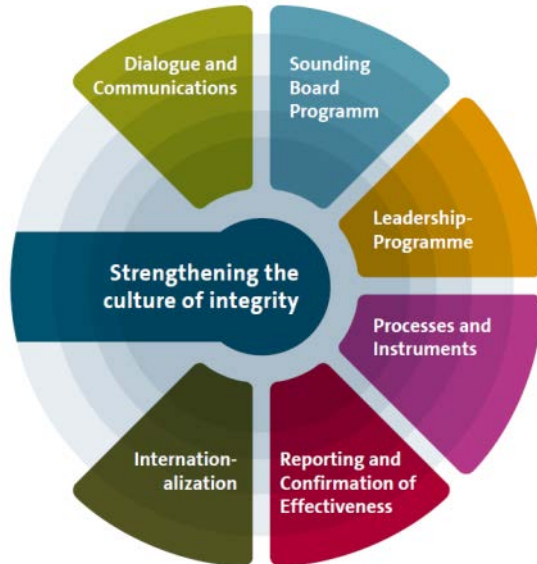 Dialogue and
Communications
Sounding
Board
Programm
Leadership-
Programme
Strengthening the
culture of integrity
Processes and
Instruments
Internation-
alization
Reporting and
Confirmation of
Effectiveness